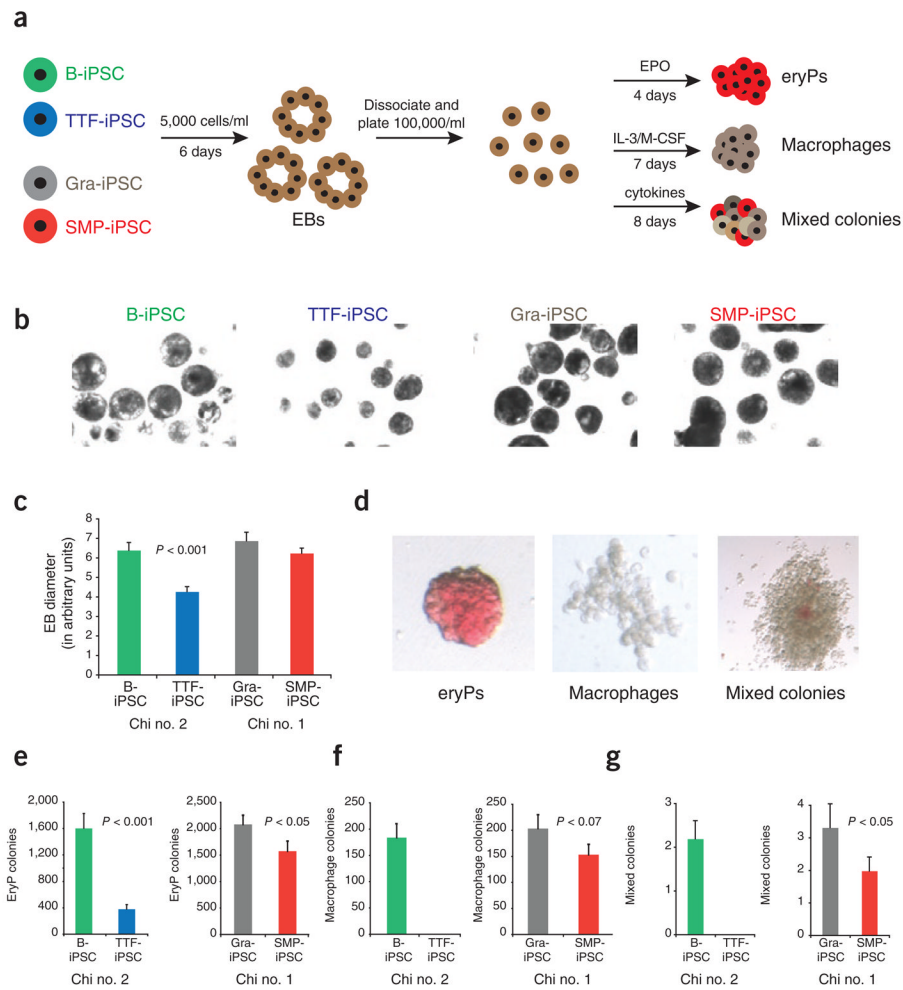 a
B-iPSC
TTF-iPSC
Gra-iPSC
SMP-iPSC
5,000 cells/ml
6 days
EBs
Dissociate and
plate 100,000/ml
EPO
4 days
eryPs
IL-3/M-CSF
7 days
Macrophages
cytokines
8 days
Mixed colonies
b
B-iPSC
TTF-iPSC
Gra-iPSC
SMP-iPSC
c
EB diameter
(in arbitrary units)
8
7
6
5
4
3
2
1
0
P < 0.001
B-
iPSC
TTF-
iPSC
Gra-
iPSC
SMP-
iPSC
Chi no. 2
Chi no. 1
d
eryPs
Macrophages
Mixed colonies
e
EryP colonies
2,000
1,600
1,200
800
400
0
P < 0.001
B-
iPSC
TTF-
iPSC
Chi no. 2
EryP colonies
2,500
2,000
1,500
1,000
500
0
P < 0.05
Gra-
iPSC
SMP-
iPSC
Chi no. 1
f
Macrophage colonies
250
200
150
100
50
0
B-
iPSC
TTF-
iPSC
Chi no. 2
Macrophage colonies
250
200
150
100
50
0
P < 0.07
Gra-
iPSC
SMP-
iPSC
Chi no. 1
g
Mixed colonies
3
2
1
0
B-
iPSC
TTF-
iPSC
Chi no. 2
Mixed colonies
4
3
2
1
0
P < 0.05
Gra-
iPSC
SMP-
iPSC
Chi no. 1